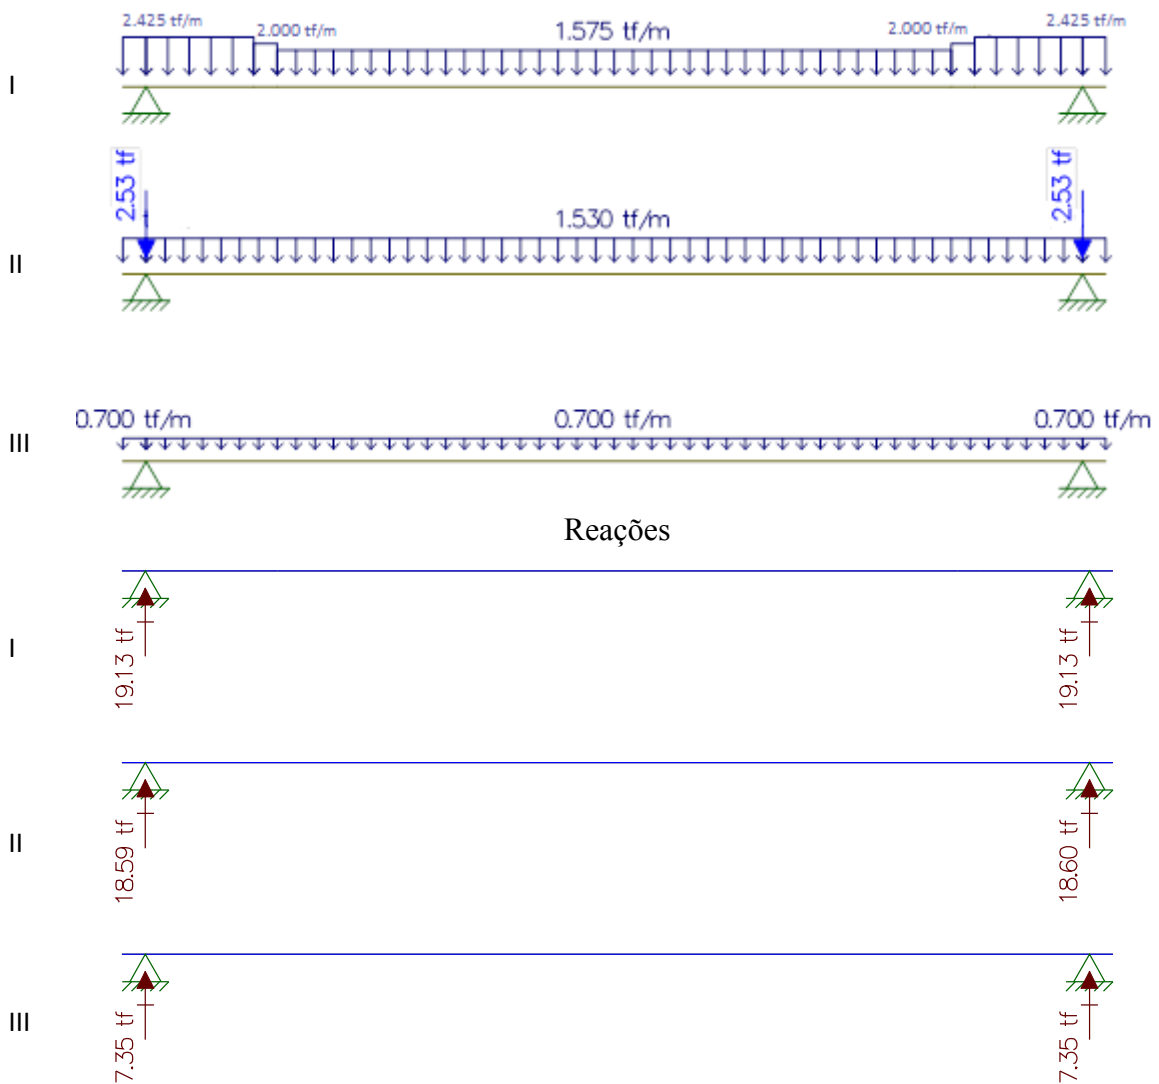 2.425 tf/m 2.000 tf/m 1.575 tf/m 2.000 tf/m 2.425 tf/m
I
2.53 tf 2.53 tf
1.530 tf/m
II
0.700 tf/m 0.700 tf/m 0.700 tf/m
III
Reações
I
19.13 tf 19.13 tf
II
18.59 tf 18.60 tf
III
7.35 tf 7.35 tf